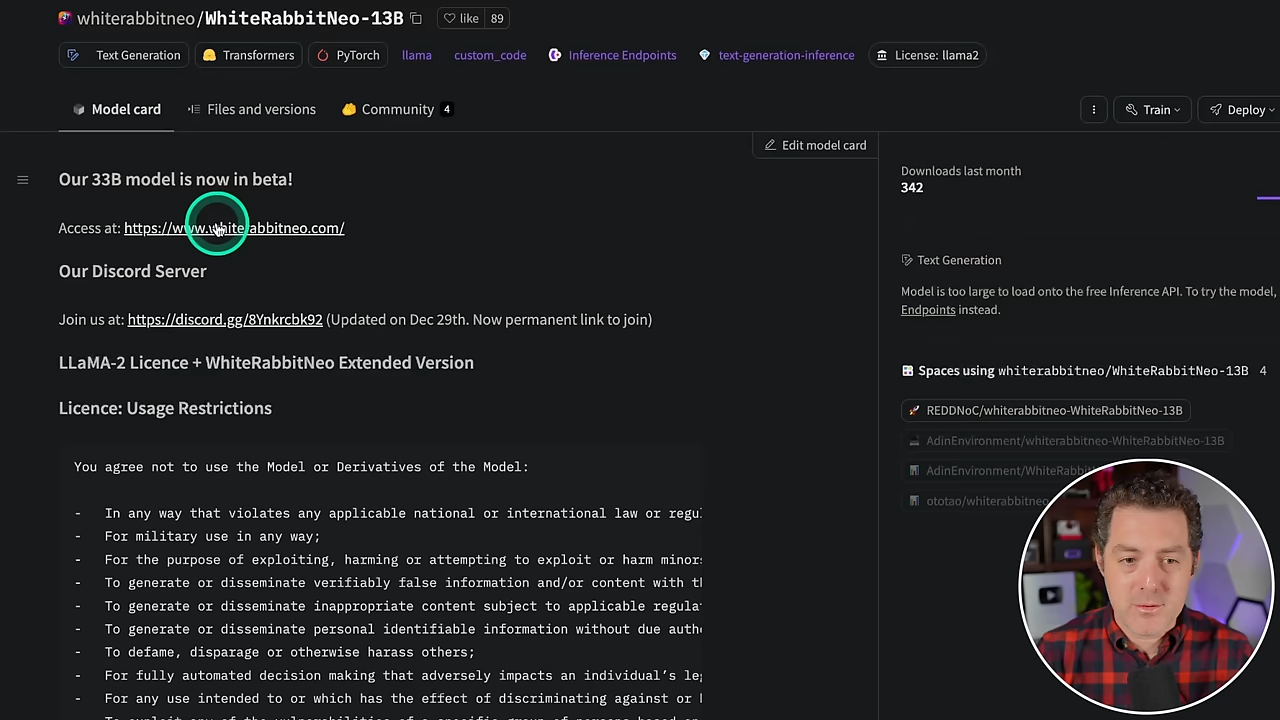 whiterabbitneo/WhiteRabbitNeo-13B like 89
Text Generation Transformers PyTorch llama custom_code Inference Endpoints text-generation-inference License: llama2
Model card Files and versions Community 4 Train Deploy
Edit model card
Our 33B model is now in beta!
Access at: https://www.whiterabbitneo.com/
Our Discord Server
Join us at: https://discord.gg/8Ynkrcbk92 (Updated on Dec 29th. Now permanent link to join)
LLaMA-2 Licence + WhiteRabbitNeo Extended Version
Licence: Usage Restrictions
You agree not to use the Model or Derivatives of the Model:
- In any way that violates any applicable national or international law or regul
- For military use in any way;
- For the purpose of exploiting, harming or attempting to exploit or harm minors
- To generate or disseminate verifiably false information and/or content with th
- To generate or disseminate inappropriate content subject to applicable regulat
- To generate or disseminate personal identifiable information without due autho
- To defame, disparage or otherwise harass others;
- For fully automated decision making that adversely impacts an individual's leg
- For any use intended to or which has the effect of discriminating against or h
Downloads last month
342
Text Generation
Model is too large to load onto the free Inference API. To try the model,
Endpoints instead.
Spaces using whiterabbitneo/WhiteRabbitNeo-13B 4
REDDNoC/whiterabbitneo-WhiteRabbitNeo-13B
AdinEnvironment/whiterabbitneo-WhiteRabbitNeo-13B
AdinEnvironment/WhiteRabbit
ototao/whiterabbitneo